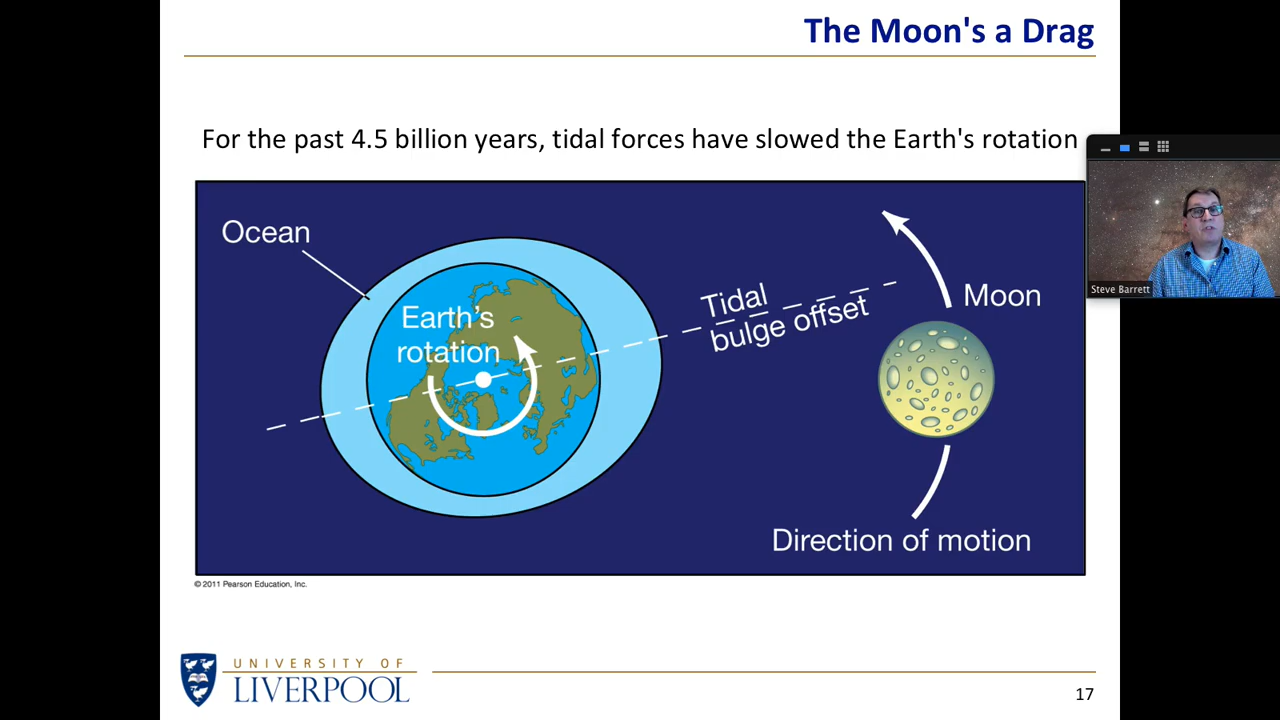 The Moon's a Drag
For the past 4.5 billion years, tidal forces have slowed the Earth's rotation
Steve Barrett
Ocean
Earth's
rotation
Tidal
bulge offset
Moon
Direction of motion
© 2011 Pearson Education, Inc.
UNIVERSITY OF
LIVERPOOL
17